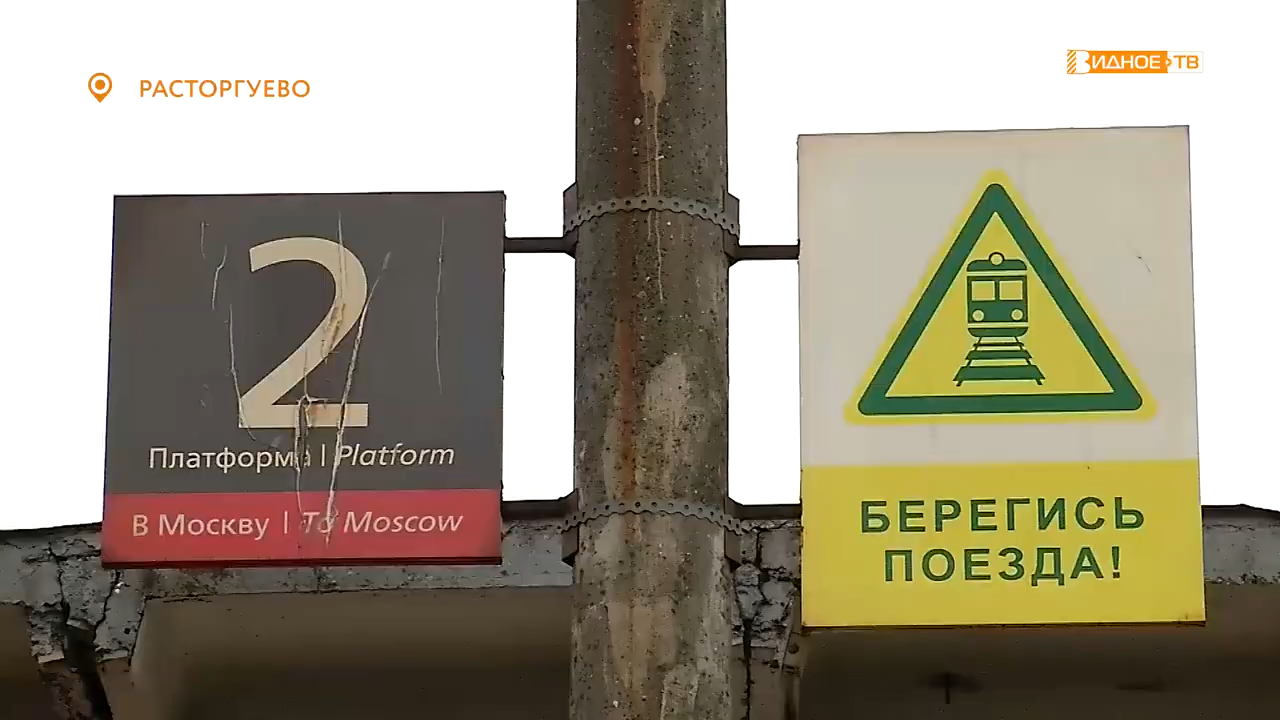 РАСТОРГУЕВО
ВИДНОЕ ТВ
2
Платформа | Platform
В Москву | To Moscow
БЕРЕГИСЬ
ПОЕЗДА!